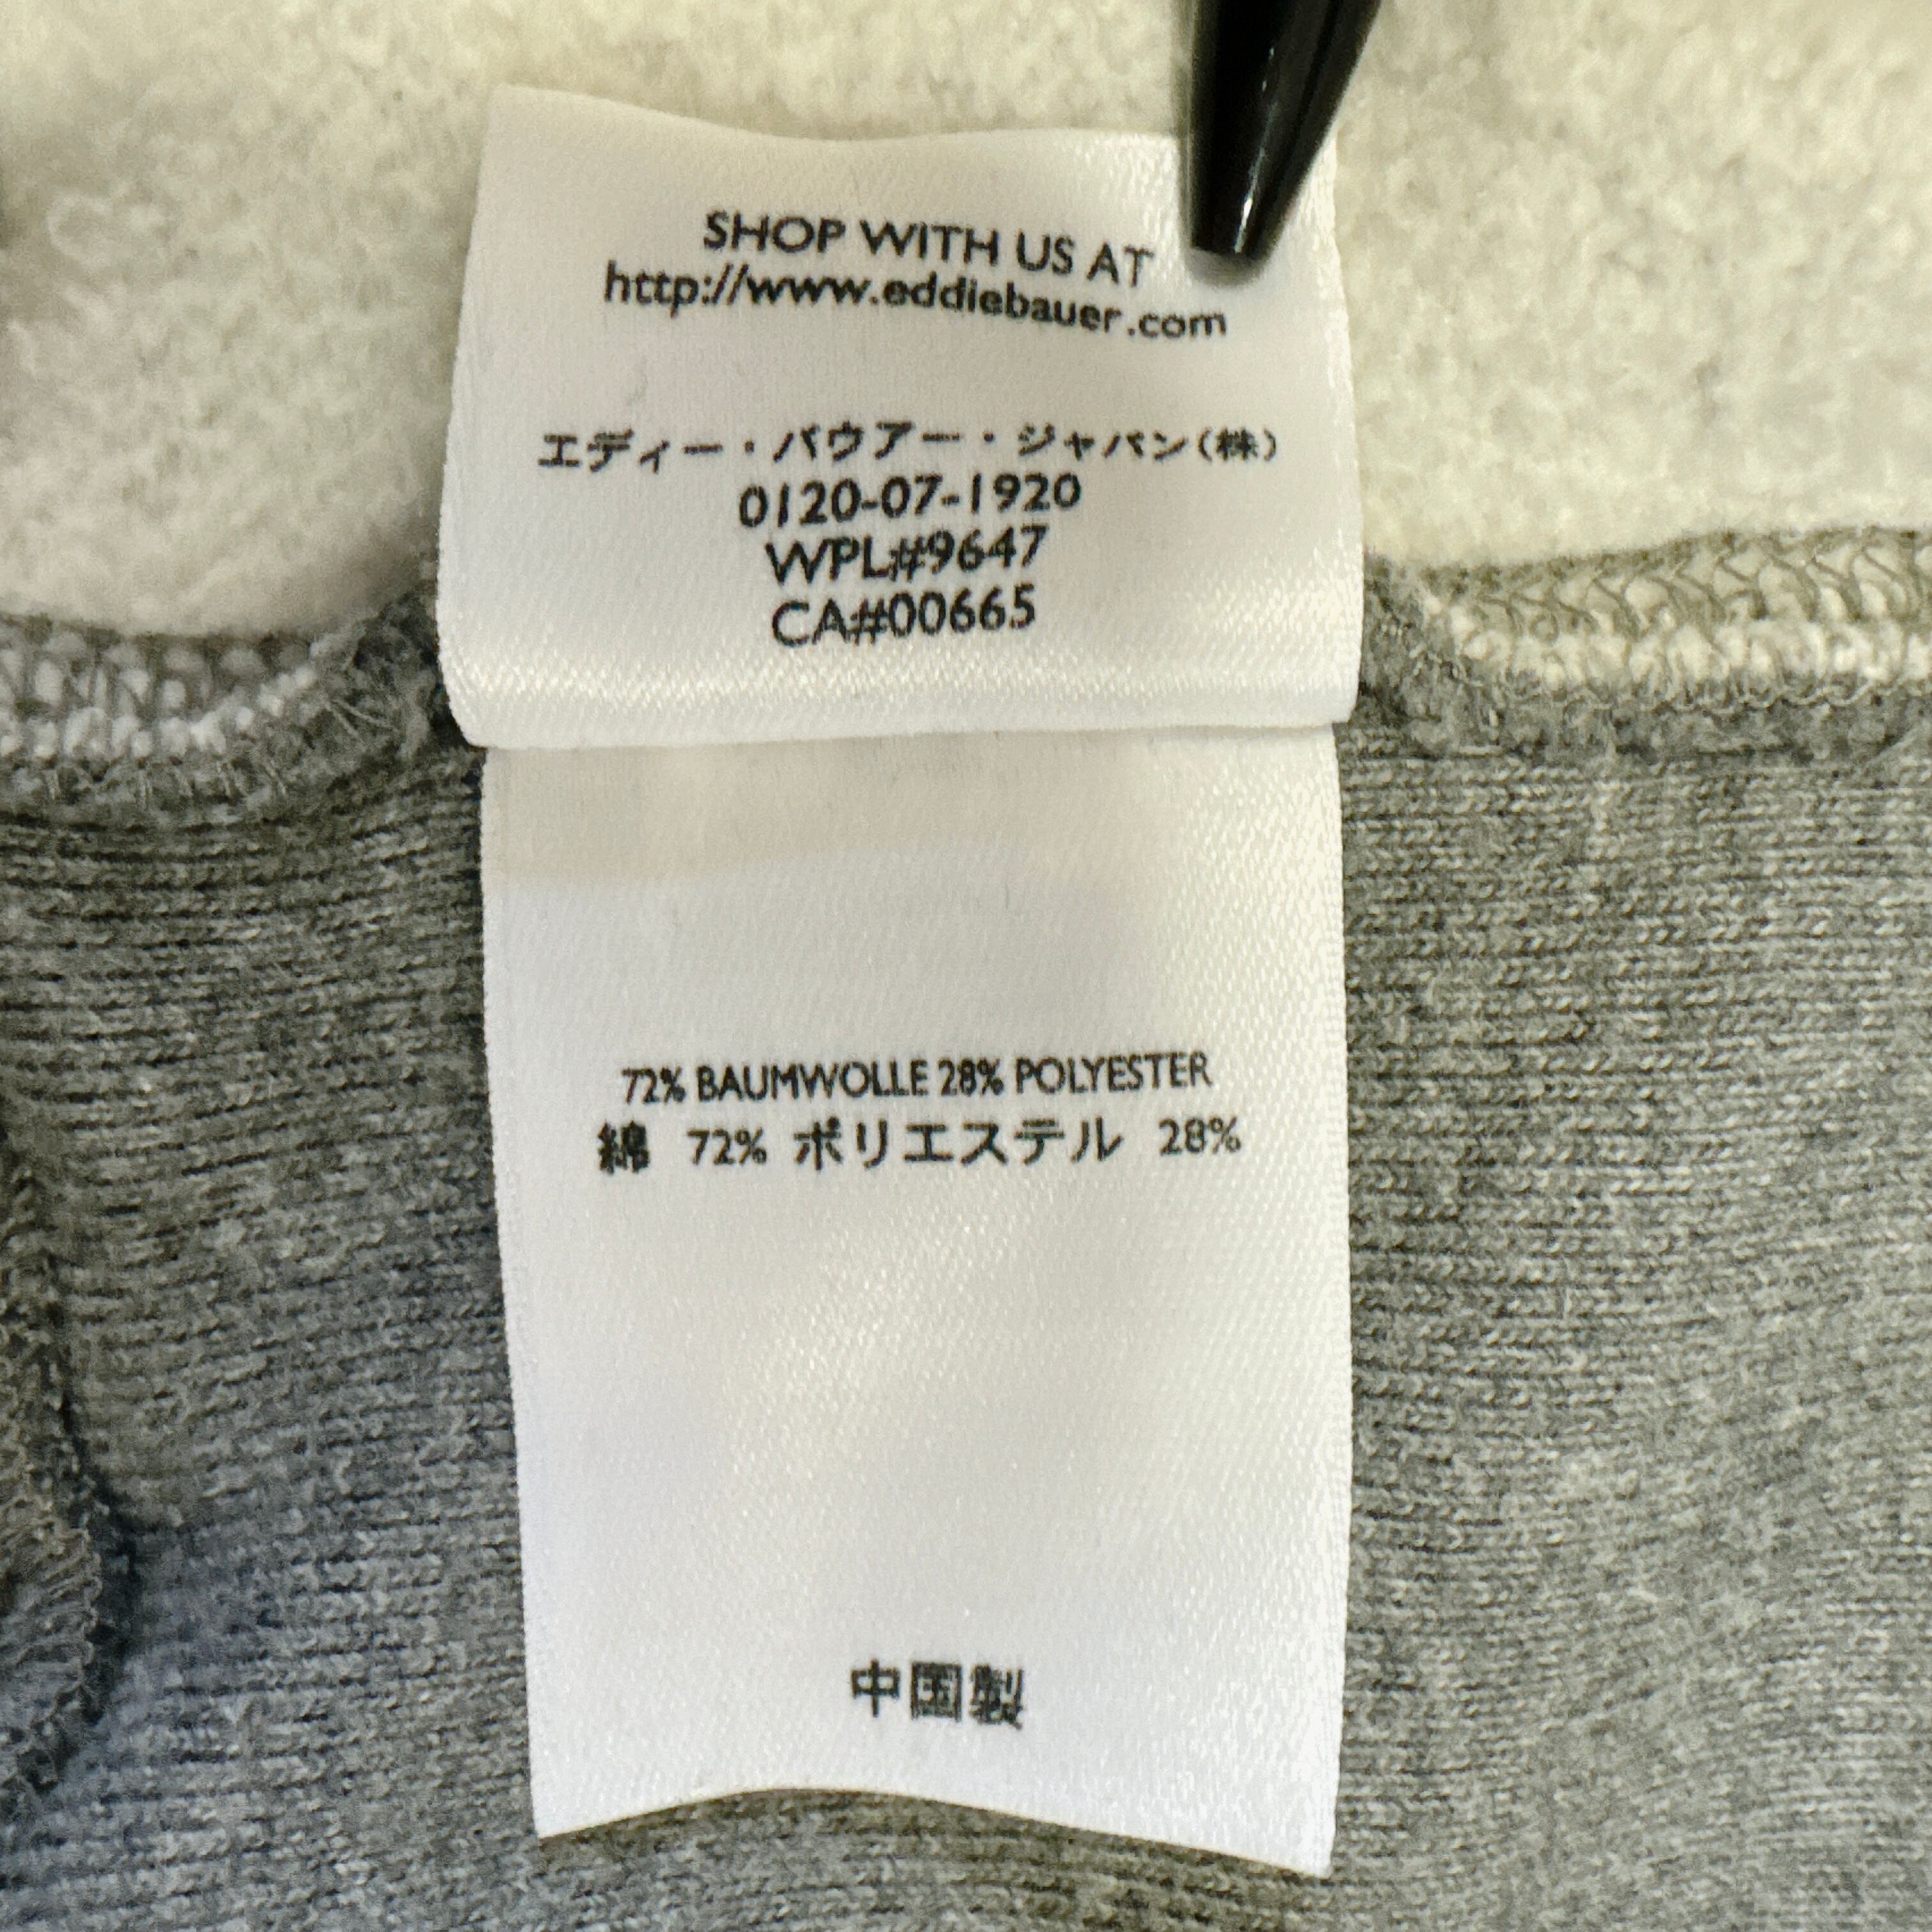 SHOP WITH US AT
http://www.eddiebauer.com
エディー・バウアー・ジャパン(株)
0120-07-1920
WPL#9647
CA#00665
72% BAUMWOLLE 28% POLYESTER
綿 72% ポリエステル 28%
中国製